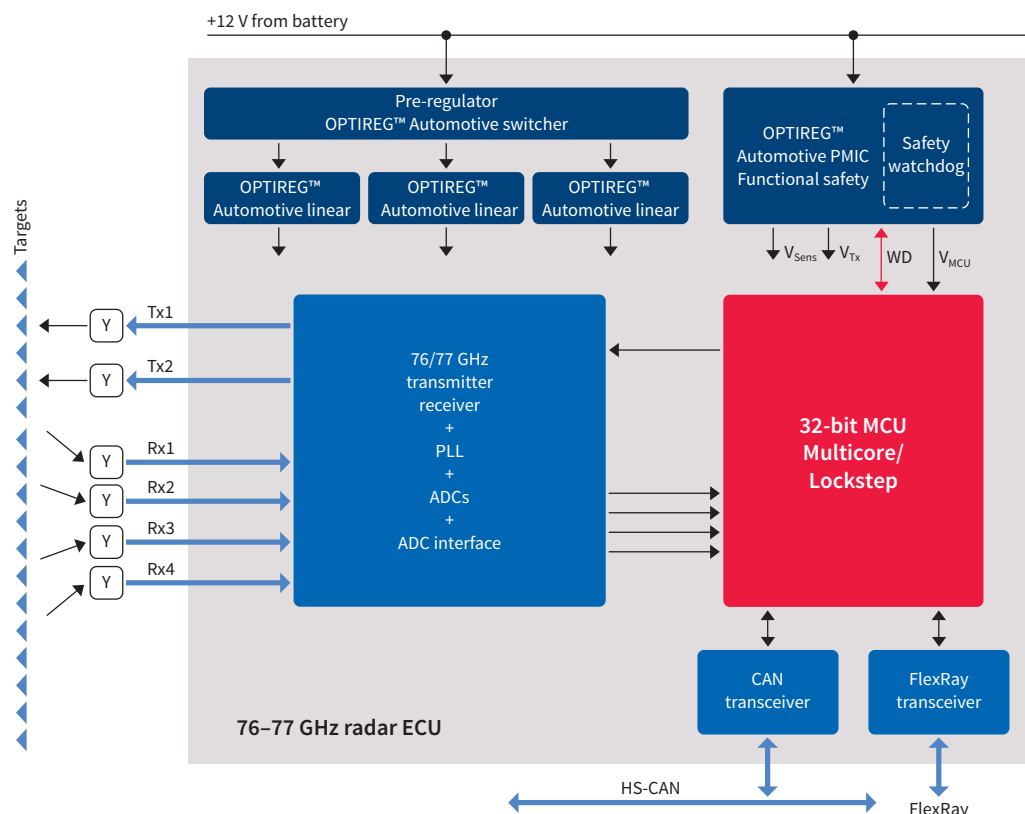 +12 V from battery
Pre-regulator
OPTIREG™ Automotive switcher
OPTIREG™
Automotive linear
OPTIREG™
Automotive linear
OPTIREG™
Automotive linear
OPTIREG™
Automotive PMIC
Functional safety
Safety
watchdog
Targets
V_Sens
V_Tx
WD
V_MCU
Y
Tx1
Y
Tx2
Y
Rx1
Y
Rx2
Y
Rx3
Y
Rx4
76/77 GHz
transmitter
receiver
+
PLL
+
ADCs
+
ADC interface
32-bit MCU
Multicore/
Lockstep
CAN
transceiver
FlexRay
transceiver
76–77 GHz radar ECU
HS-CAN
FlexRay